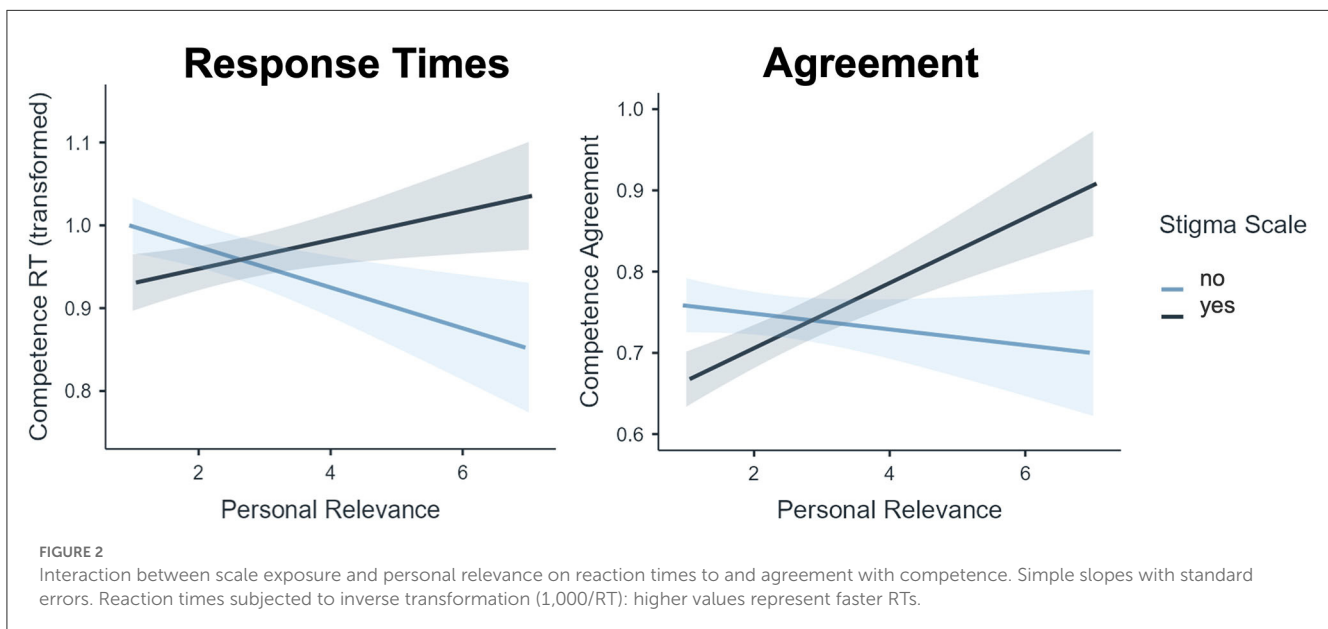 Response Times
Agreement
Competence RT (transformed)
1.1
1.0
0.9
0.8
2
4
6
Personal Relevance
Competence Agreement
1.0
0.9
0.8
0.7
0.6
2
4
6
Personal Relevance
Stigma Scale
no
yes
FIGURE 2
Interaction between scale exposure and personal relevance on reaction times to and agreement with competence. Simple slopes with standard
errors. Reaction times subjected to inverse transformation (1,000/RT): higher values represent faster RTs.